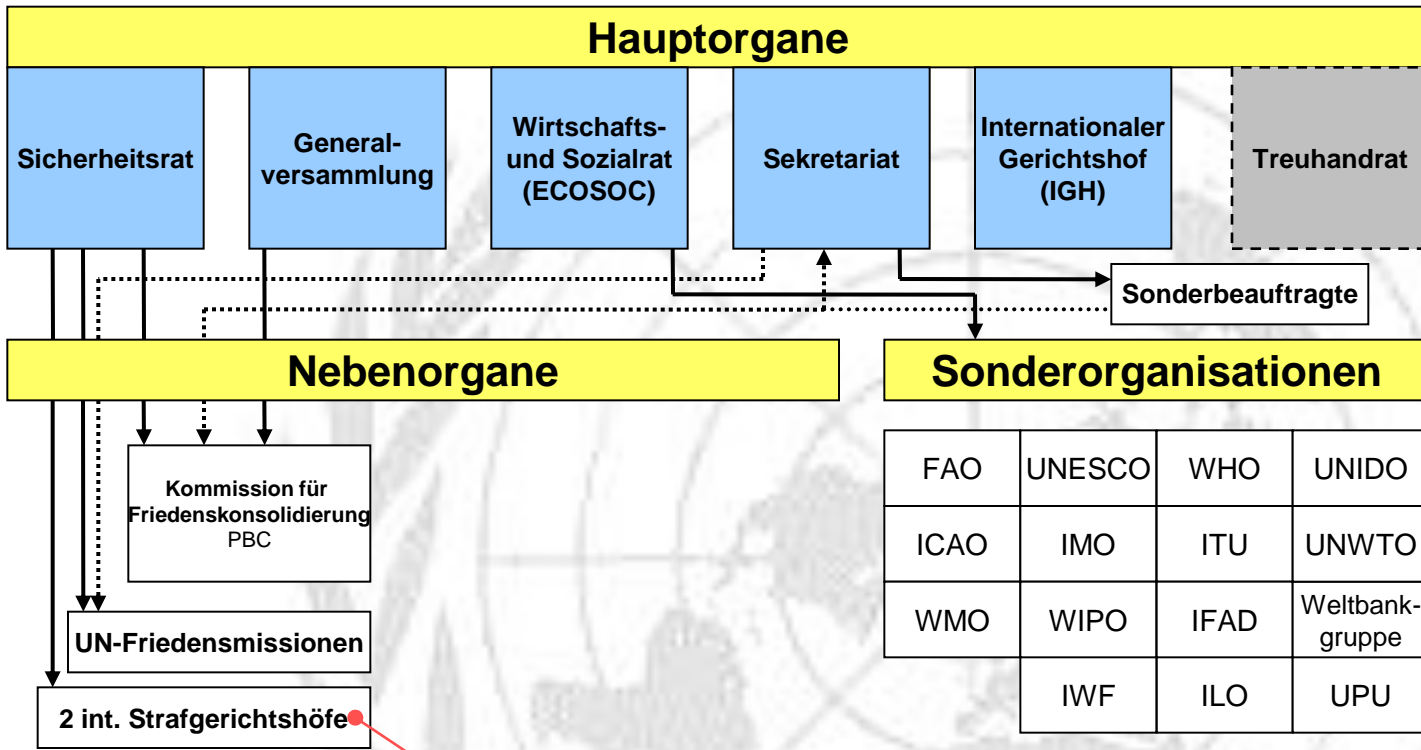 Hauptorgane
Sicherheitsrat
General-
versammlung
Wirtschafts-
und Sozialrat
(ECOSOC)
Sekretariat
Internationaler
Gerichtshof
(IGH)
Treuhandrat
Sonderbeauftragte
Nebenorgane
Kommission für
Friedenskonsolidierung
PBC
UN-Friedensmissionen
2 int. Strafgerichtshöfe
Sonderorganisationen
FAO UNESCO WHO UNIDO
ICAO IMO ITU UNWTO
WMO WIPO IFAD Weltbank-
gruppe
IWF ILO UPU